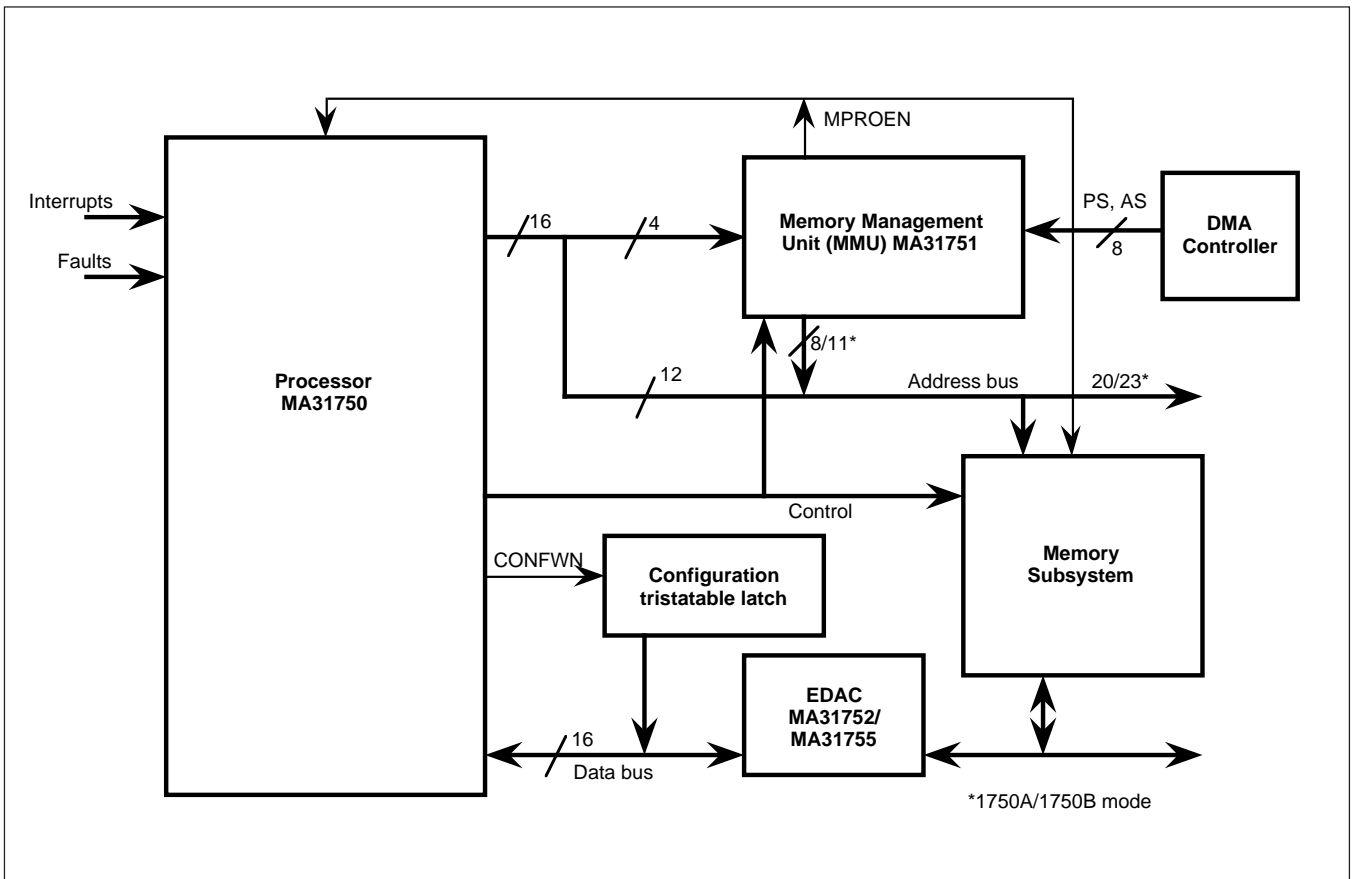 MPROEN
Interrupts
Faults
16
4
Memory Management
Unit (MMU) MA31751
PS, AS
8
DMA
Controller
8/11*
12
Address bus
20/23*
Processor
MA31750
Control
CONFWN
Configuration
tristatable latch
Memory
Subsystem
EDAC
MA31752/
MA31755
16
Data bus
*1750A/1750B mode